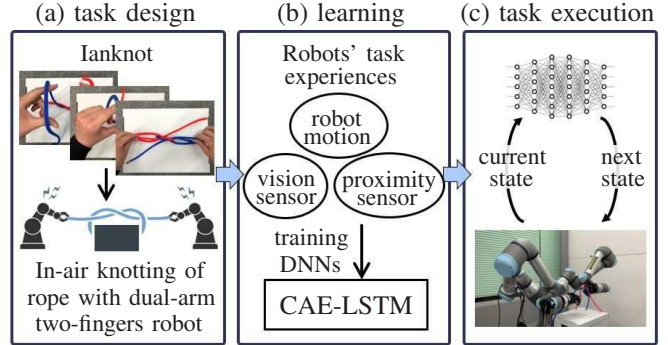 (a) task design
Ianknot
In-air knotting of
rope with dual-arm
two-fingers robot
(b) learning
Robots' task
experiences
robot
motion
vision
sensor
proximity
sensor
training
DNNs
CAE-LSTM
(c) task execution
current
state
next
state